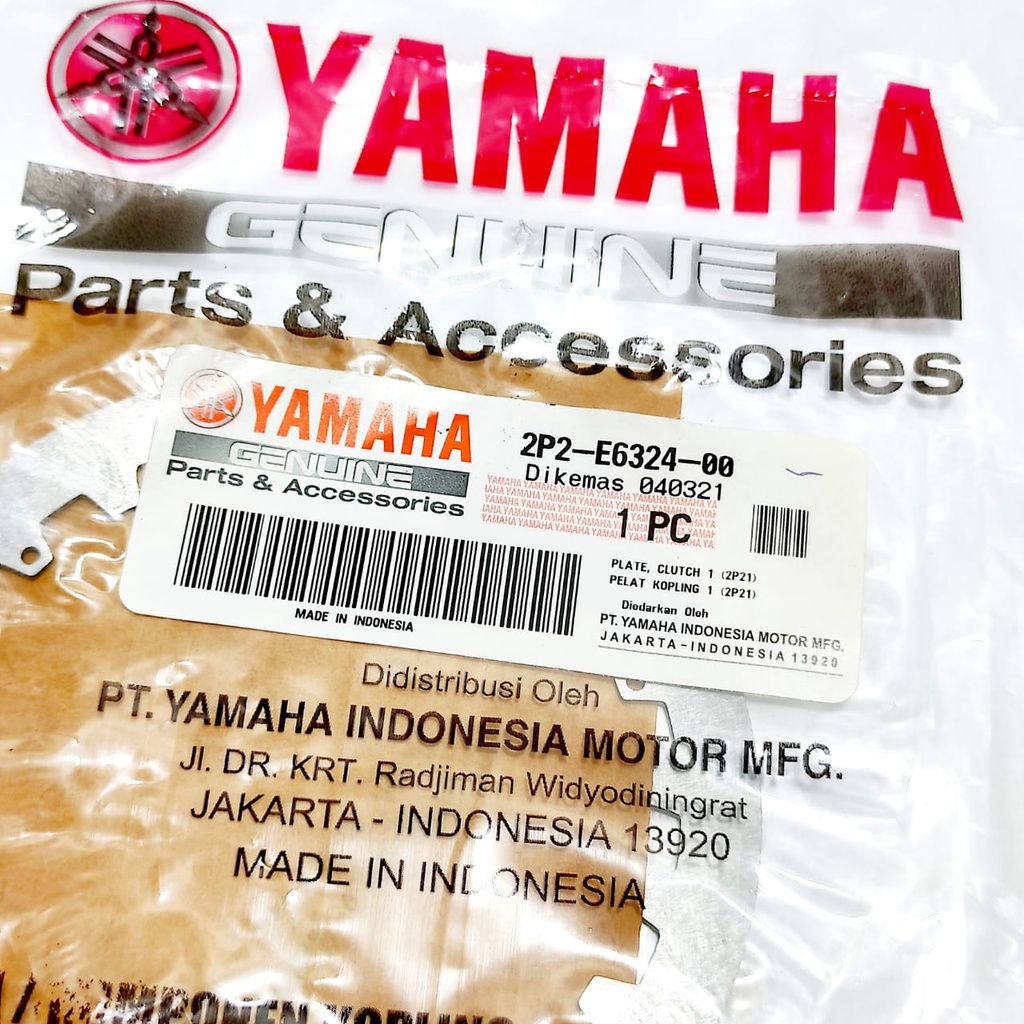 YAMAHA
GENUINE
Parts & Accessories
YAMAHA
GENUINE
Parts & Accessories
2P2-E6324-00
Dikemas 040321
1 PC
MADE IN INDONESIA
PLATE, CLUTCH 1 (2P21)
PELAT KOPLING 1 (2P21)
Diedarkan Oleh
PT. YAMAHA INDONESIA MOTOR MFG.
JAKARTA-INDONESIA 13920
Didistribusi Oleh
PT. YAMAHA INDONESIA MOTOR MFG.
Jl. DR. KRT. Radjiman Widyodiningrat
JAKARTA - INDONESIA 13920
MADE IN INDONESIA
KOMPONEN KOPLING